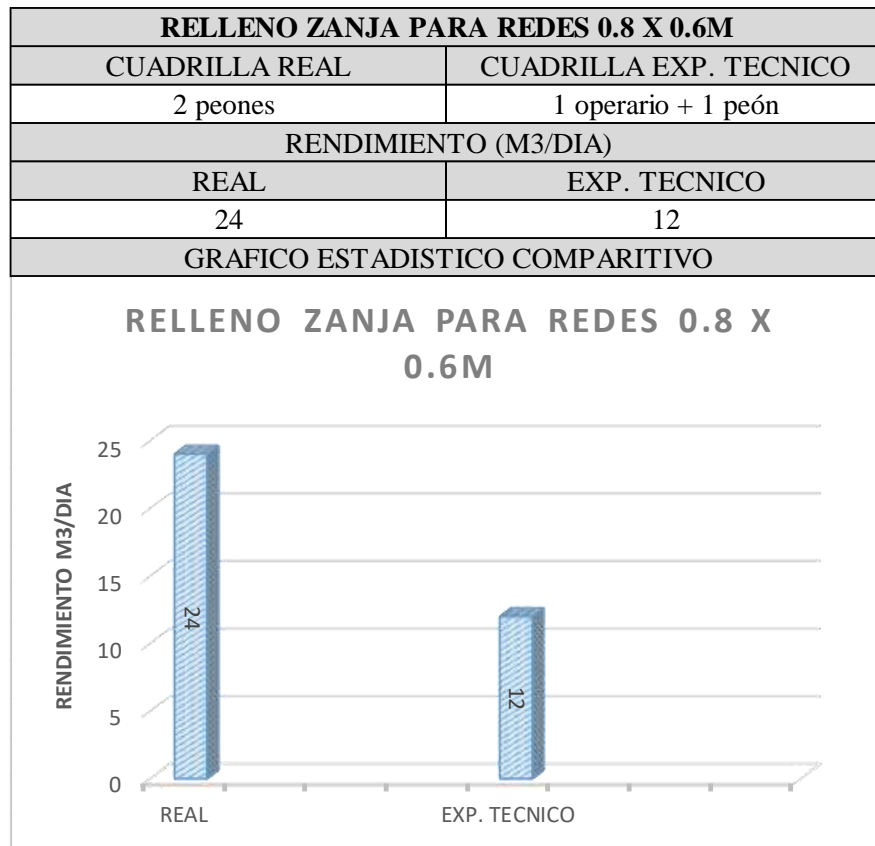 RELLENO ZANJA PARA REDES 0.8 X 0.6M
CUADRILLA REAL CUADRILLA EXP. TECNICO
2 peones 1 operario + 1 peón
RENDIMIENTO (M3/DIA)
REAL EXP. TECNICO
24 12
GRAFICO ESTADISTICO COMPARITIVO
RELLENO ZANJA PARA REDES 0.8 X
0.6M
RENDIMIENTO M3/DIA
25
20
15
10
5
0
24
12
REAL EXP. TECNICO